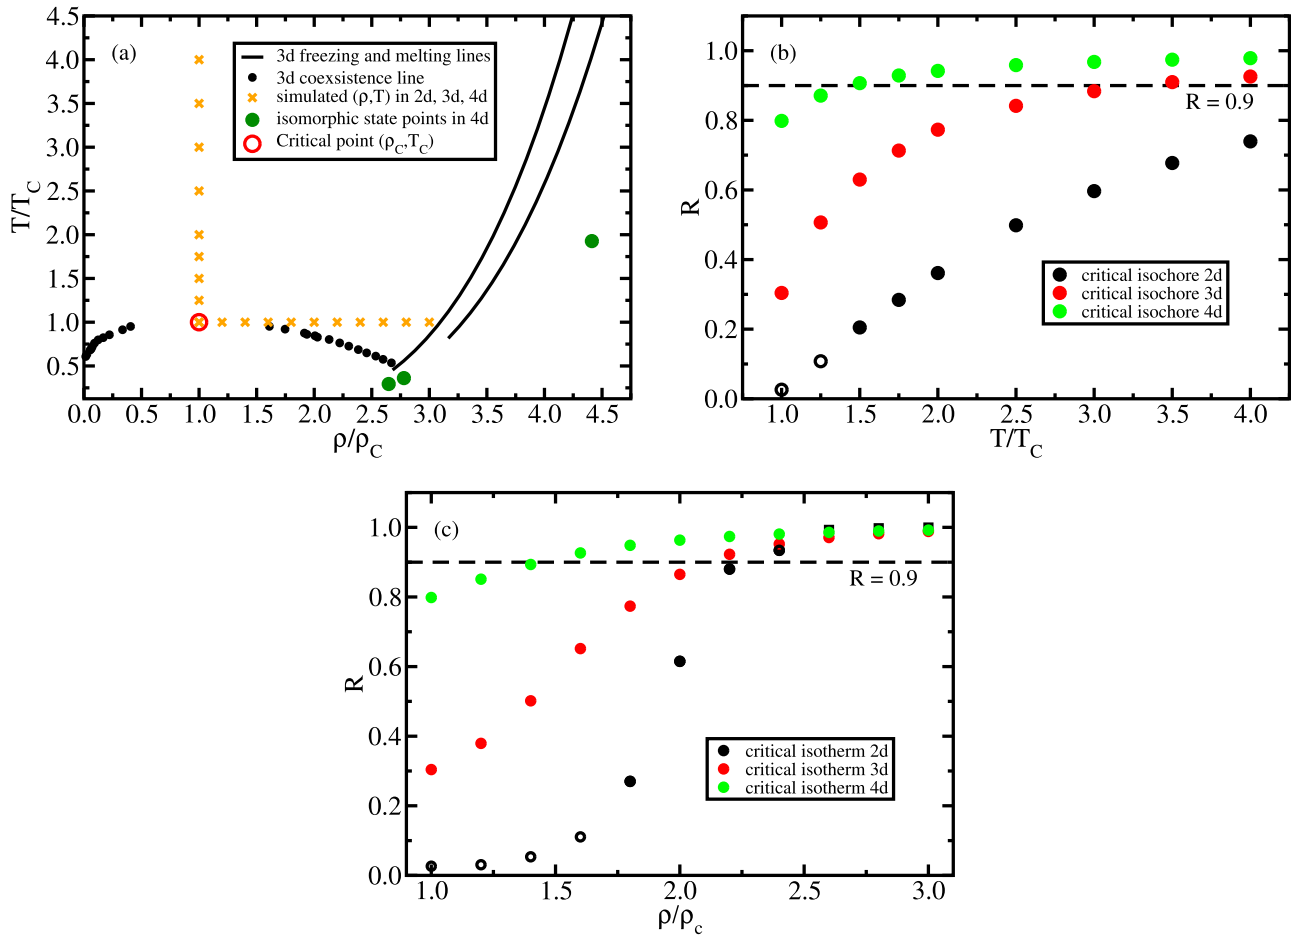 (a)
3d freezing and melting lines
3d coexsistence line
simulated (ρ,T) in 2d, 3d, 4d
isomorphic state points in 4d
Critical point (ρ_C,T_C)
4.5
4.0
3.5
3.0
2.5
2.0
1.5
1.0
0.5
T/T_C
0.0 0.5 1.0 1.5 2.0 2.5 3.0 3.5 4.0 4.5
ρ/ρ_C
(b)
R = 0.9
critical isochore 2d
critical isochore 3d
critical isochore 4d
1.0
0.8
0.6
0.4
0.2
0.0
R
1.0 1.5 2.0 2.5 3.0 3.5 4.0
T/T_C
(c)
R = 0.9
critical isotherm 2d
critical isotherm 3d
critical isotherm 4d
1.0
0.8
0.6
0.4
0.2
0.0
R
1.0 1.5 2.0 2.5 3.0
ρ/ρ_c